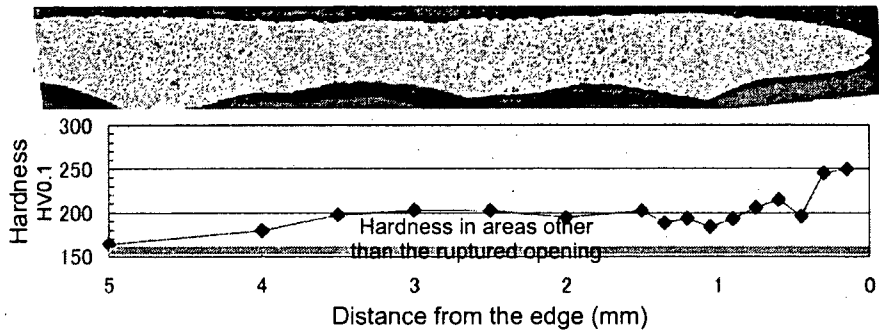 300
250
200
150
Hardness
HV0.1
Hardness in areas other
than the ruptured opening
5
4
3
2
1
0
Distance from the edge (mm)